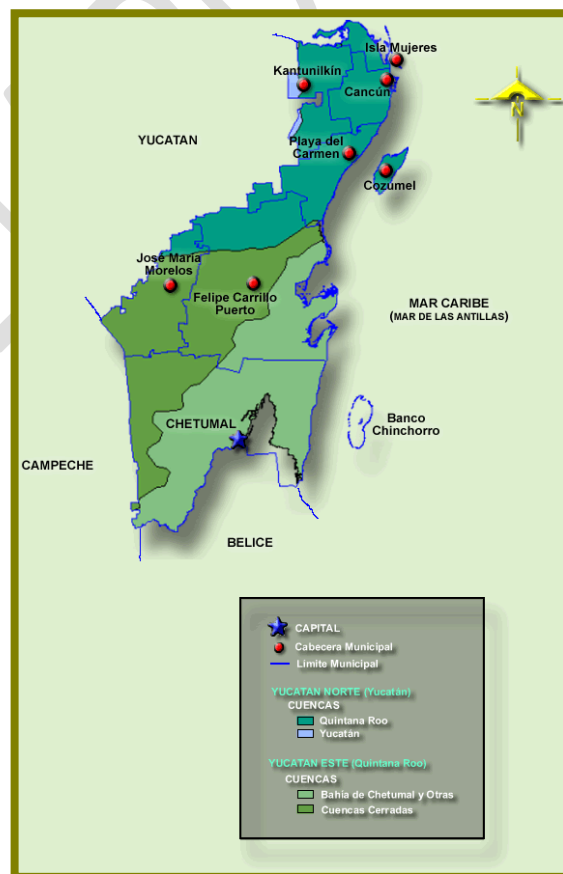 Isla Mujeres
Kantunilkín
Cancún
N
YUCATAN
Playa del
Carmen
Cozumel
José María
Morelos
Felipe Carrillo
Puerto
MAR CARIBE
(MAR DE LAS ANTILLAS)
CHETUMAL
Banco
Chinchorro
CAMPECHE
BELICE
CAPITAL
Cabecera Municipal
Límite Municipal
YUCATAN NORTE (Yucatán)
CUENCAS
Quintana Roo
Yucatán
YUCATAN ESTE (Quintana Roo)
CUENCAS
Bahía de Chetumal y Otras
Cuencas Cerradas